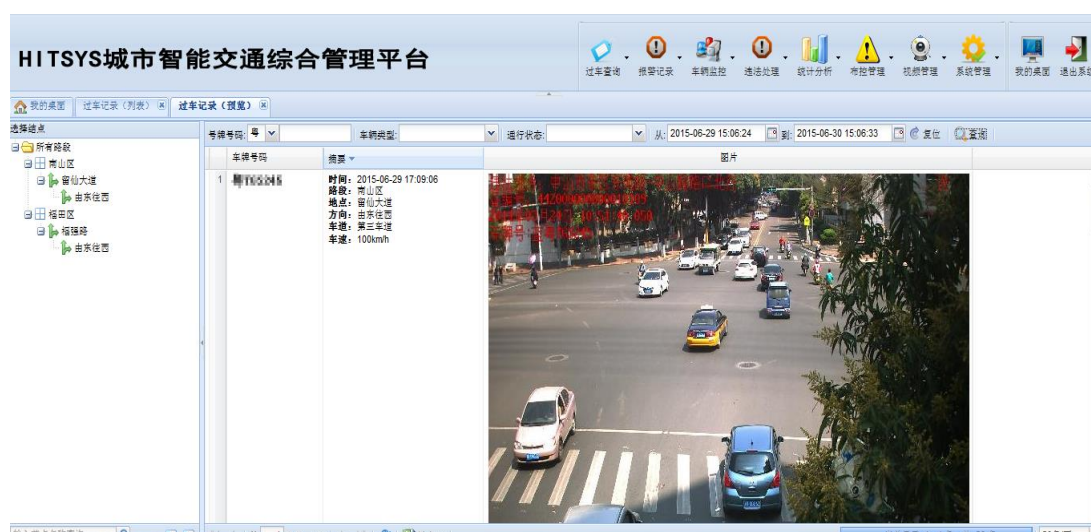 HITSYS城市智能交通综合管理平台
过车查询 报警记录 车辆监控 违法处理 统计分析 布控管理 视频管理 系统管理 我的桌面 退出系统
我的桌面 过车记录（列表） 过车记录（预览）
选择结点
号牌号码: 粤 车辆类型: 通行状态: 从: 2015-06-29 15:06:24 到: 2015-06-30 15:06:33 复位 查询
所有路段
南山区
留仙大道
由东往西
福田区
福强路
由东往西
车牌号码 摘要 图片
1
时间：2015-06-29 17:09:06
路段：南山区
地点：留仙大道
方向：由东往西
车道：第三车道
车速：100km/h